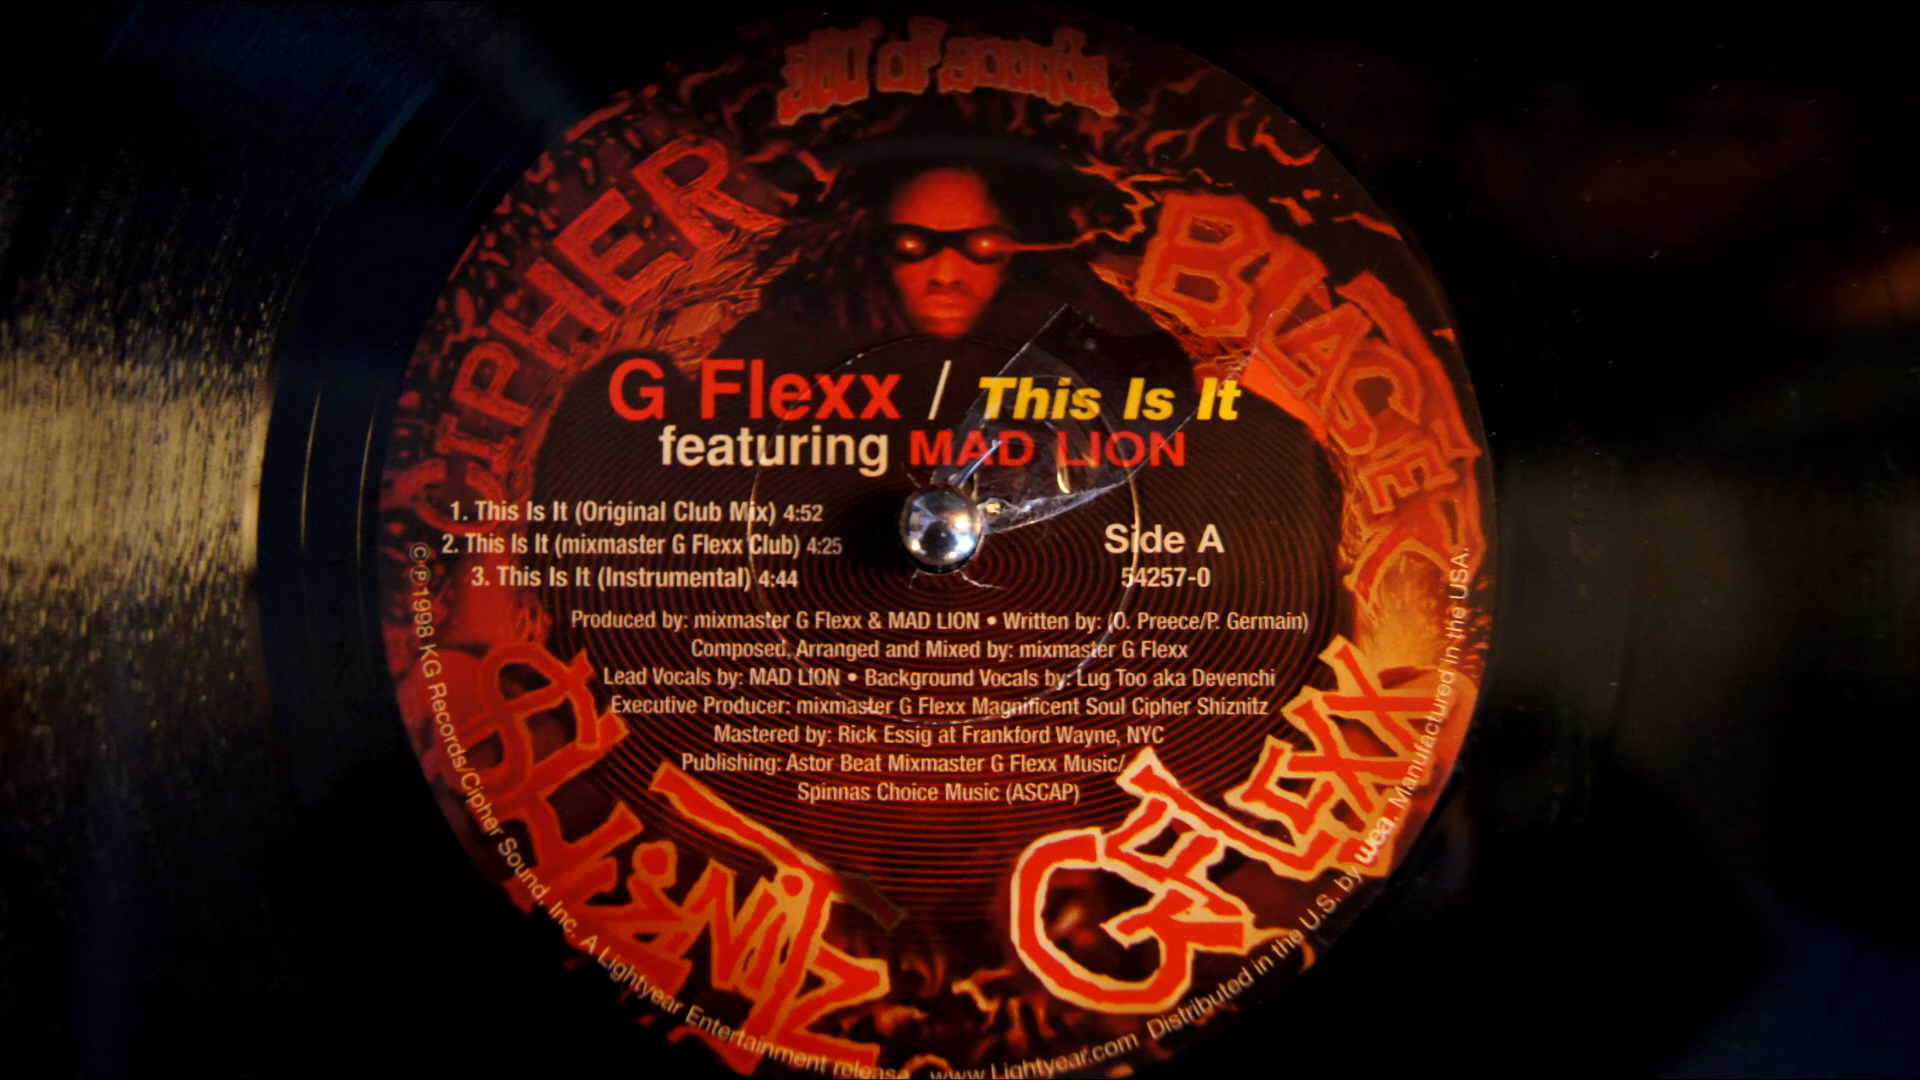 CIPHER
BLAZE
G Flexx / This Is It
featuring MAD LION
1. This Is It (Original Club Mix) 4:52
2. This Is It (mixmaster G Flexx Club) 4:25
3. This Is It (Instrumental) 4:44
Side A
54257-0
Produced by: mixmaster G Flexx & MAD LION • Written by: (O. Preece/P. Germain)
Composed, Arranged and Mixed by: mixmaster G Flexx
Lead Vocals by: MAD LION • Background Vocals by: Lug Too aka Devenchi
Executive Producer: mixmaster G Flexx Magnificent Soul Cipher Shiznitz
Mastered by: Rick Essig at Frankford Wayne, NYC
Publishing: Astor Beat Mixmaster G Flexx Music/
Spinnas Choice Music (ASCAP)
G FLEXX
©℗1998 KG Records/Cipher Sound, Inc. A Lightyear Entertainment release www.Lightyear.com Distributed in the U.S. by wea. Manufactured in the USA.